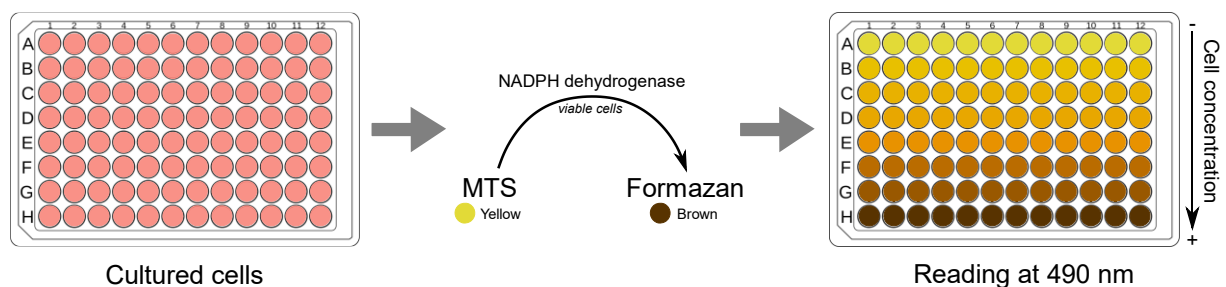 1 2 3 4 5 6 7 8 9 10 11 12
A
B
C
D
E
F
G
H
Cultured cells
NADPH dehydrogenase
viable cells
MTS
Yellow
Formazan
Brown
1 2 3 4 5 6 7 8 9 10 11 12
A
B
C
D
E
F
G
H
Reading at 490 nm
-
Cell concentration
+